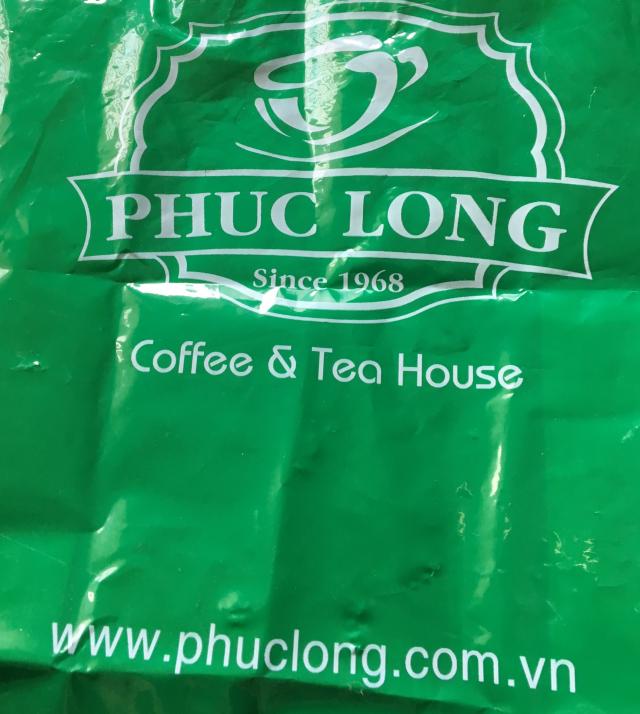 PHUC LONG
Since 1968
Coffee & Tea House
www.phuclong.com.vn